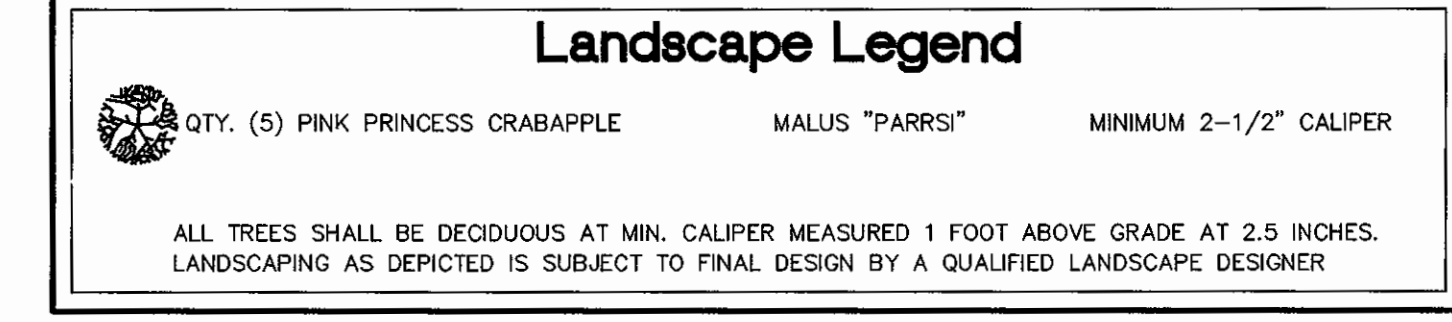 Landscape Legend
QTY. (5) PINK PRINCESS CRABAPPLE MALUS "PARRSI" MINIMUM 2-1/2" CALIPER
ALL TREES SHALL BE DECIDUOUS AT MIN. CALIPER MEASURED 1 FOOT ABOVE GRADE AT 2.5 INCHES.
LANDSCAPING AS DEPICTED IS SUBJECT TO FINAL DESIGN BY A QUALIFIED LANDSCAPE DESIGNER